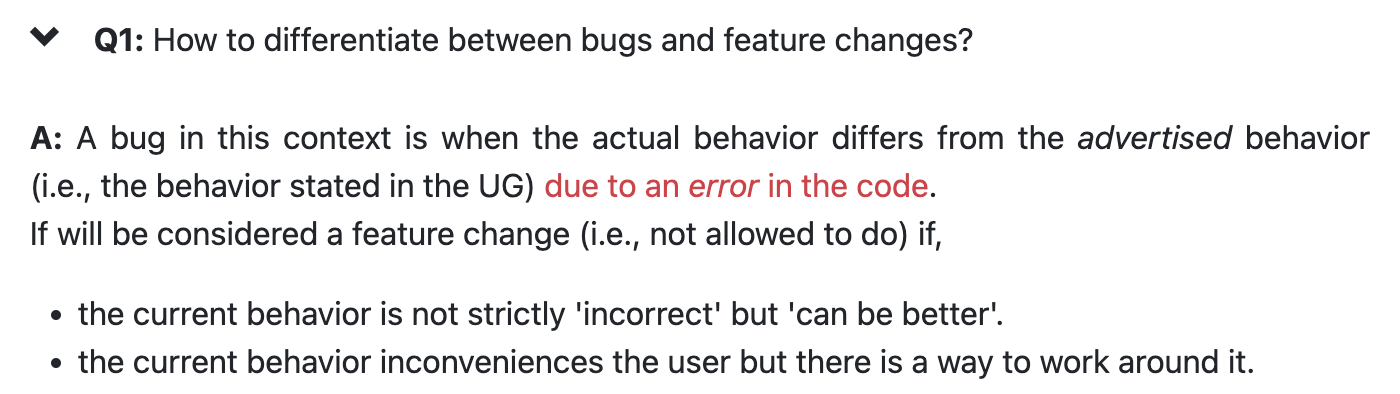 Q1: How to differentiate between bugs and feature changes?
A: A bug in this context is when the actual behavior differs from the advertised behavior
(i.e., the behavior stated in the UG) due to an error in the code.
If will be considered a feature change (i.e., not allowed to do) if,
• the current behavior is not strictly 'incorrect' but 'can be better'.
• the current behavior inconveniences the user but there is a way to work around it.